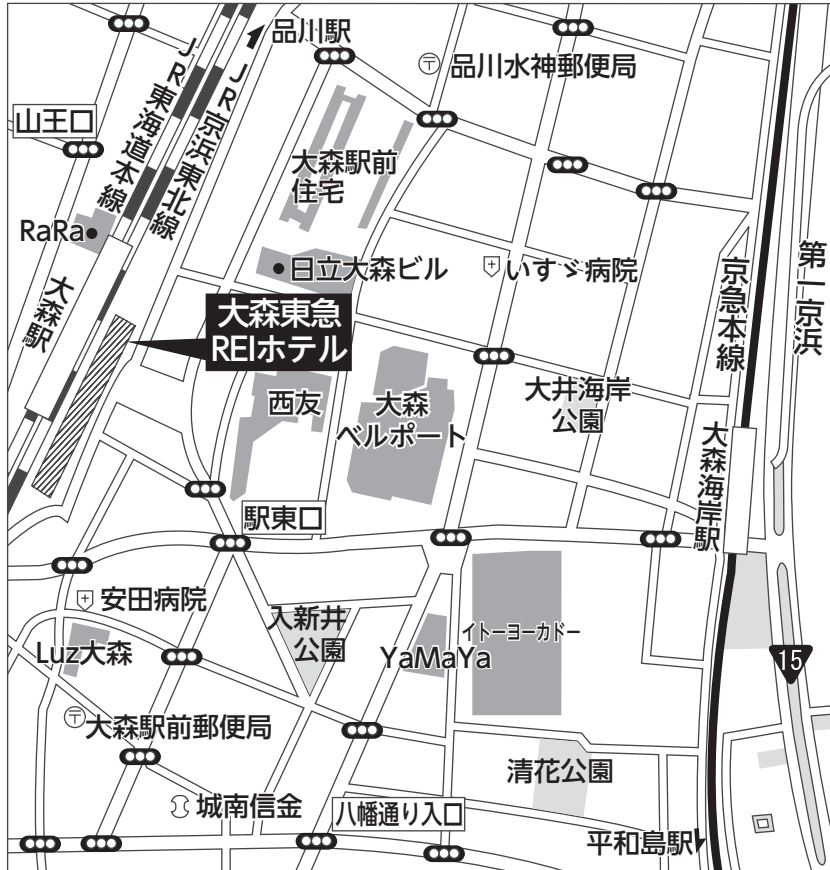 品川駅
〒 品川水神郵便局
JR東海道本線
JR京浜東北線
山王口
大森駅前
住宅
RaRa
大森駅
日立大森ビル
いすゞ病院
京急本線
第一京浜
大森東急
REIホテル
西友
大森
ベルポート
大井海岸
公園
大森海岸駅
駅東口
安田病院
入新井
公園
イトーヨーカドー
YaMaYa
Luz大森
15
〒 大森駅前郵便局
清花公園
城南信金
八幡通り入口
平和島駅